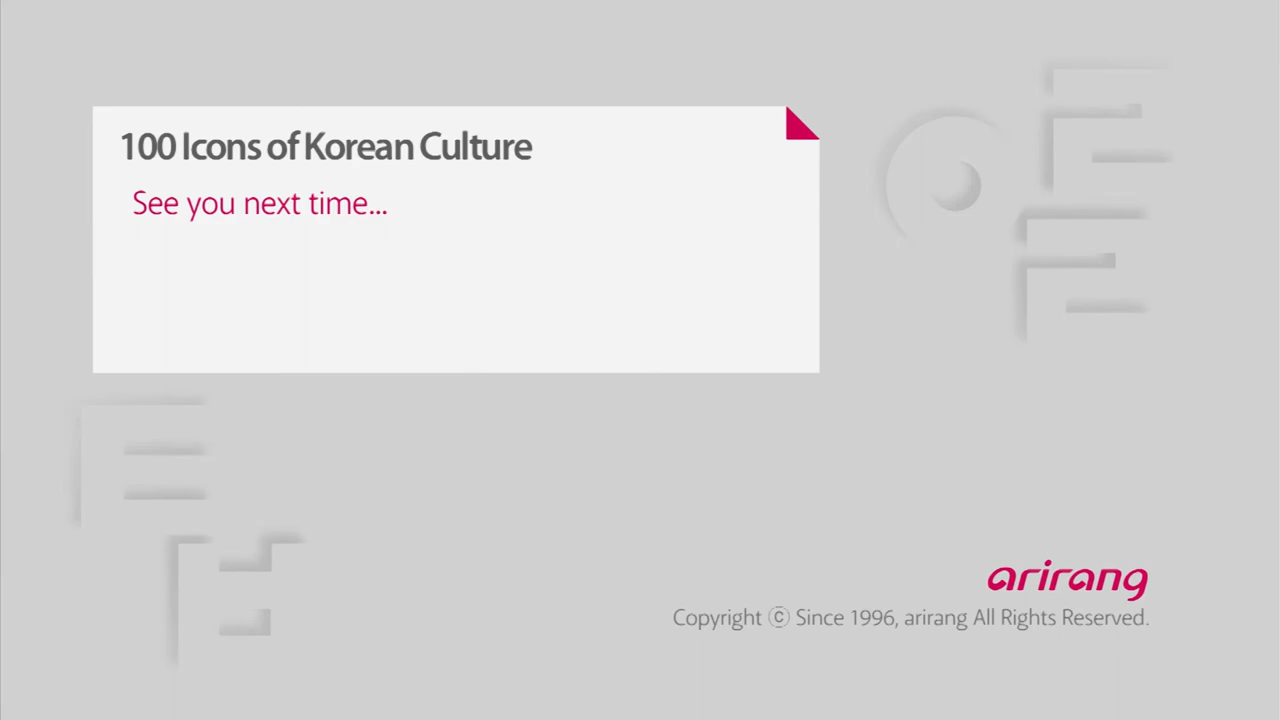 100 Icons of Korean Culture
See you next time...
arirang
Copyright ⓒ Since 1996, arirang All Rights Reserved.